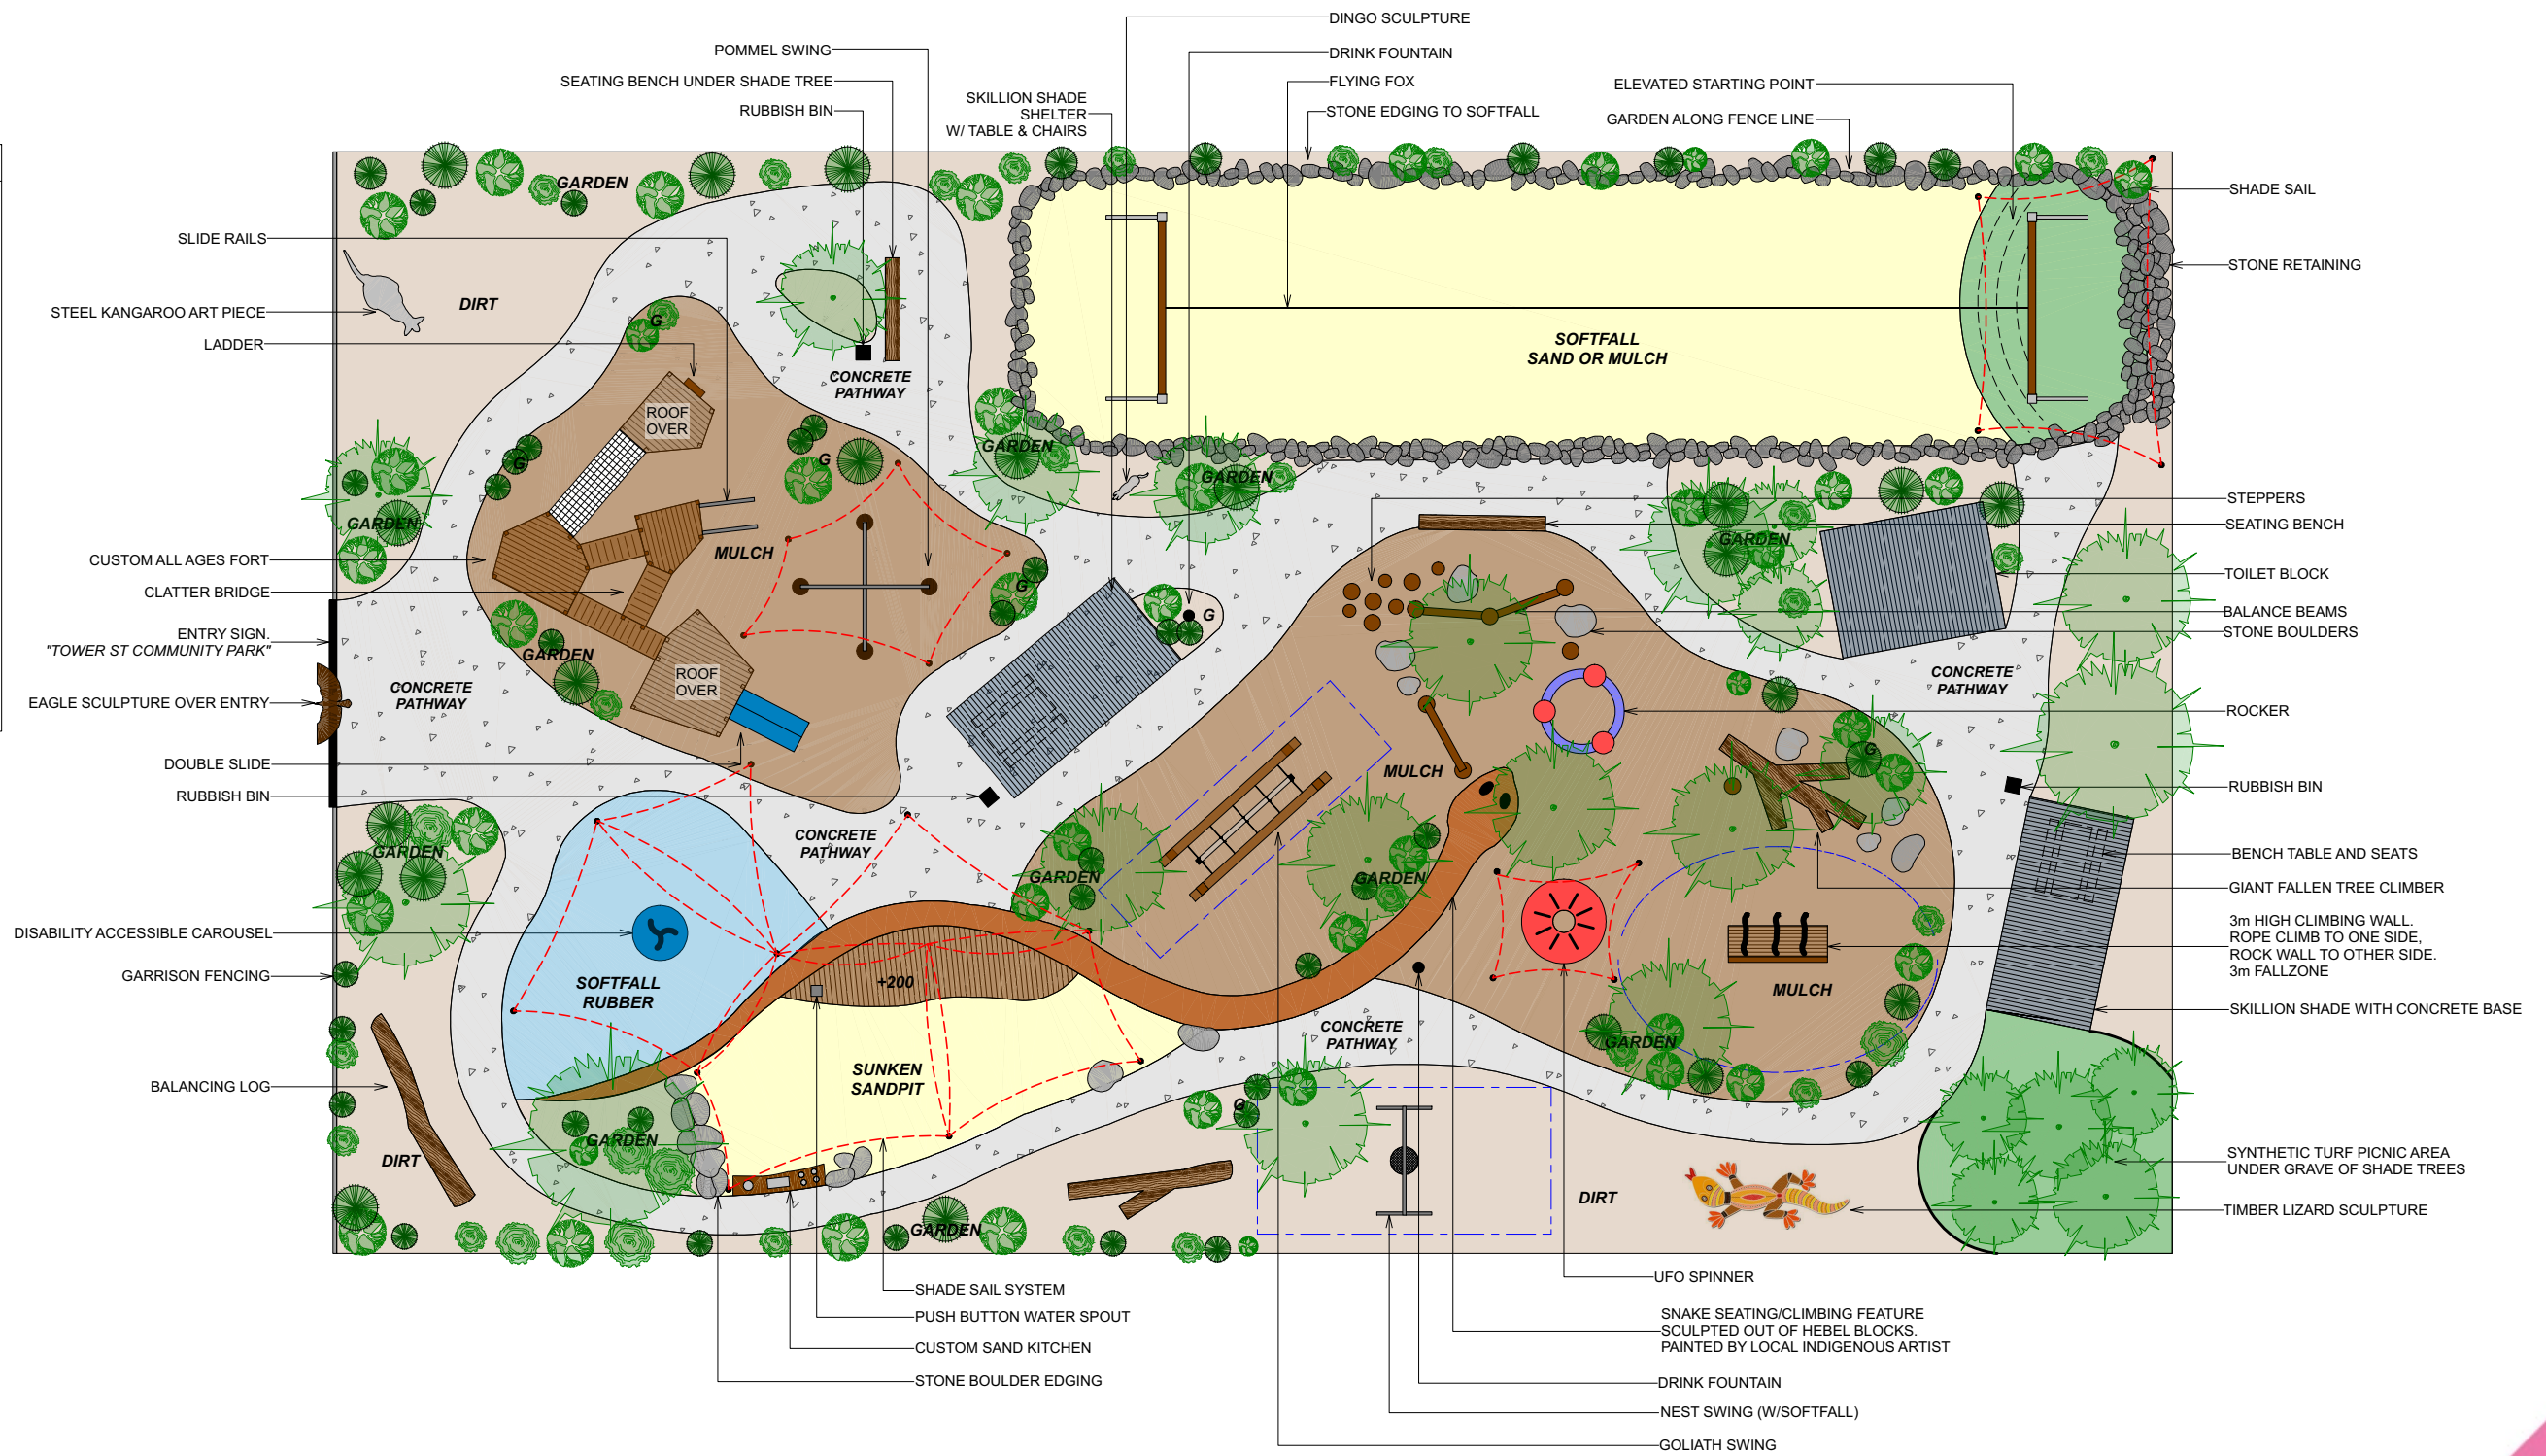 DINGO SCULPTURE
POMMEL SWING
DRINK FOUNTAIN
SEATING BENCH UNDER SHADE TREE
FLYING FOX
ELEVATED STARTING POINT
RUBBISH BIN
SKILLION SHADE
SHELTER
W/ TABLE & CHAIRS
STONE EDGING TO SOFTFALL
GARDEN ALONG FENCE LINE
GARDEN
SHADE SAIL
SLIDE RAILS
STONE RETAINING
DIRT
STEEL KANGAROO ART PIECE
G
LADDER
SOFTFALL
SAND OR MULCH
CONCRETE
PATHWAY
ROOF
OVER
GARDEN
G
G
GARDEN
STEPPERS
GARDEN
SEATING BENCH
MULCH
GARDEN
CUSTOM ALL AGES FORT
TOILET BLOCK
CLATTER BRIDGE
G
G
BALANCE BEAMS
ENTRY SIGN.
"TOWER ST COMMUNITY PARK"
STONE BOULDERS
GARDEN
ROOF
OVER
CONCRETE
PATHWAY
CONCRETE
PATHWAY
EAGLE SCULPTURE OVER ENTRY
ROCKER
G
DOUBLE SLIDE
MULCH
RUBBISH BIN
RUBBISH BIN
CONCRETE
PATHWAY
GARDEN
BENCH TABLE AND SEATS
GARDEN
GARDEN
GIANT FALLEN TREE CLIMBER
DISABILITY ACCESSIBLE CAROUSEL
3m HIGH CLIMBING WALL.
ROPE CLIMB TO ONE SIDE,
ROCK WALL TO OTHER SIDE.
3m FALLZONE
GARRISON FENCING
SOFTFALL
RUBBER
+200
MULCH
SKILLION SHADE WITH CONCRETE BASE
CONCRETE
PATHWAY
GARDEN
BALANCING LOG
SUNKEN
SANDPIT
G
GARDEN
DIRT
SYNTHETIC TURF PICNIC AREA
UNDER GRAVE OF SHADE TREES
DIRT
TIMBER LIZARD SCULPTURE
GARDEN
UFO SPINNER
SHADE SAIL SYSTEM
PUSH BUTTON WATER SPOUT
SNAKE SEATING/CLIMBING FEATURE
SCULPTED OUT OF HEBEL BLOCKS.
PAINTED BY LOCAL INDIGENOUS ARTIST
CUSTOM SAND KITCHEN
STONE BOULDER EDGING
DRINK FOUNTAIN
NEST SWING (W/SOFTFALL)
GOLIATH SWING